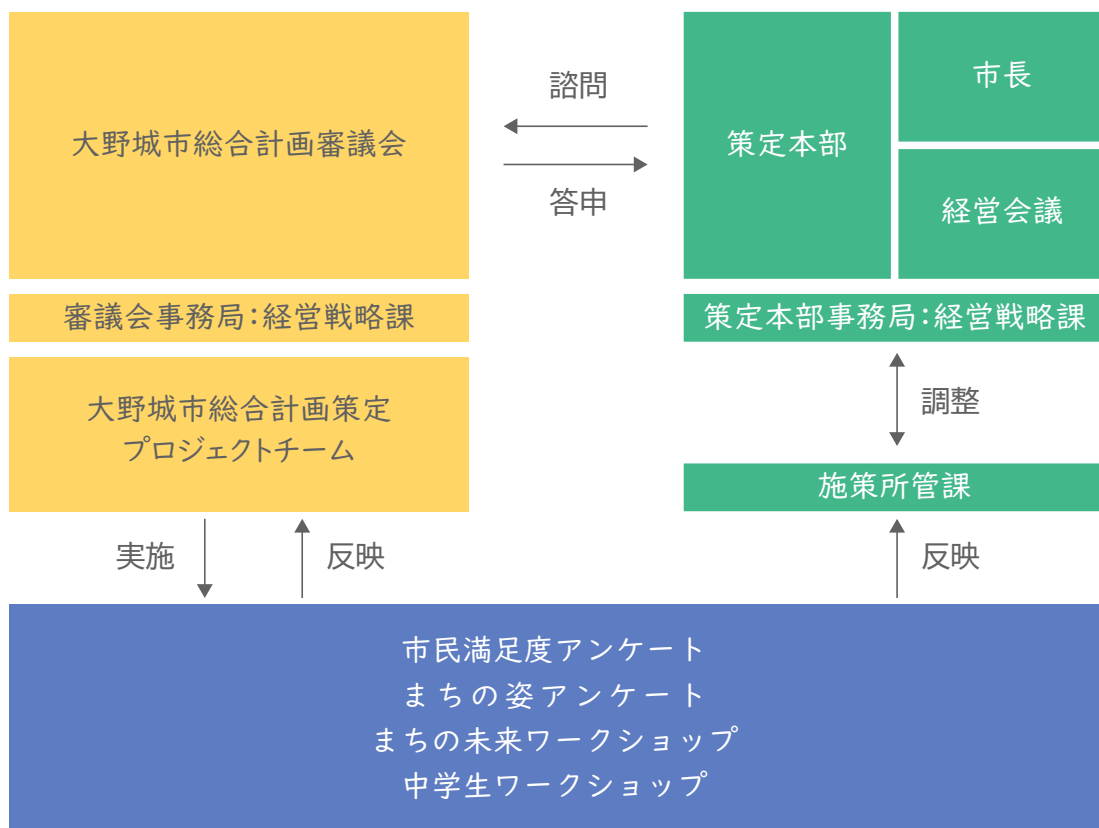 大野城市総合計画審議会
諮問
答申
策定本部
市長
経営会議
審議会事務局:経営戦略課
策定本部事務局:経営戦略課
大野城市総合計画策定
プロジェクトチーム
調整
施策所管課
実施
反映
反映
市民満足度アンケート
まちの姿アンケート
まちの未来ワークショップ
中学生ワークショップ